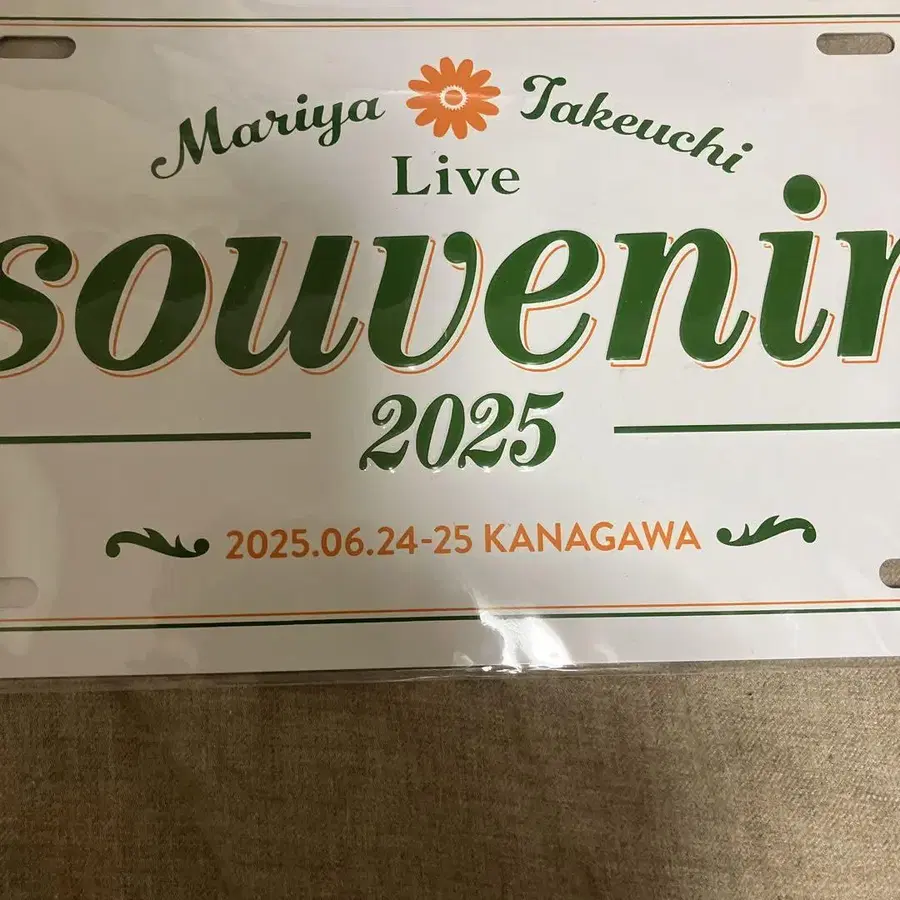 Mariya Takeuchi
Live
souvenir
2025
2025.06.24-25 KANAGAWA